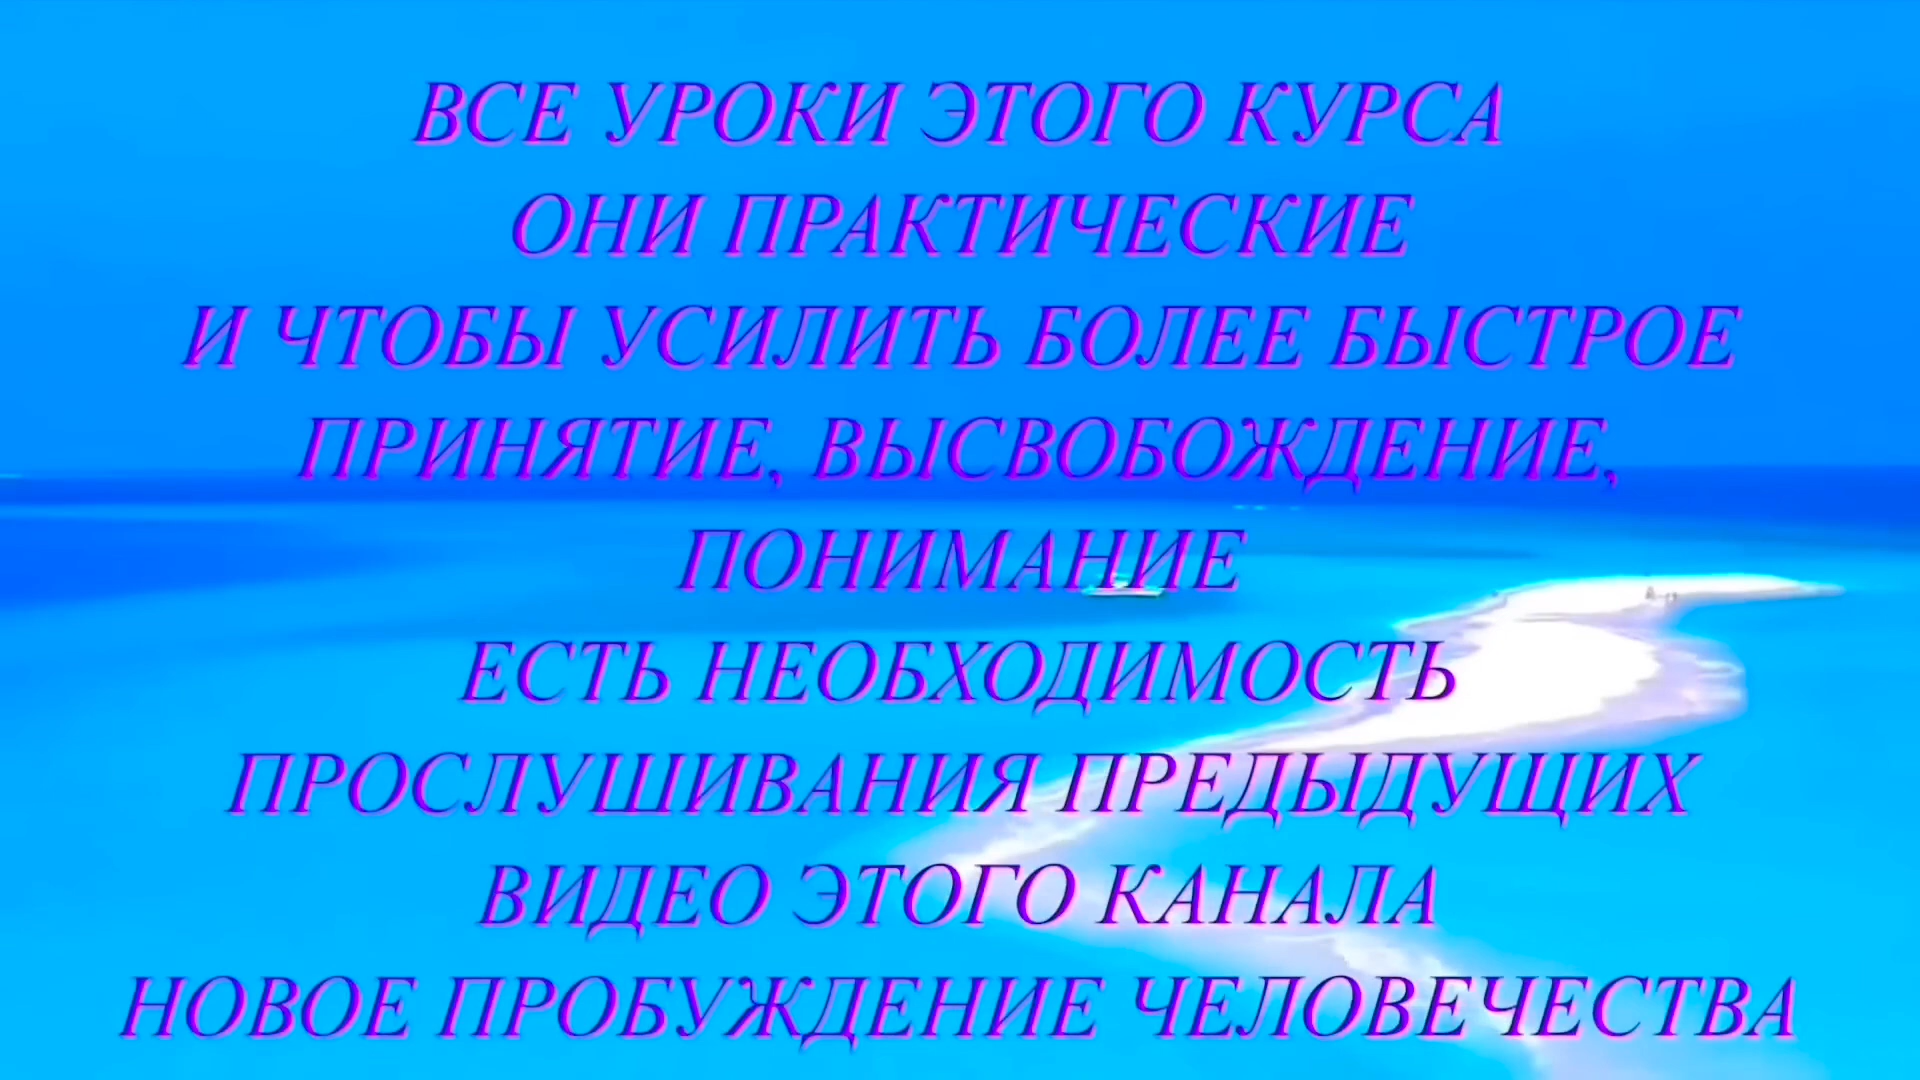 ВСЕ УРОКИ ЭТОГО КУРСА
ОНИ ПРАКТИЧЕСКИЕ
И ЧТОБЫ УСИЛИТЬ БОЛЕЕ БЫСТРОЕ
ПРИНЯТИЕ, ВЫСВОБОЖДЕНИЕ,
ПОНИМАНИЕ
ЕСТЬ НЕОБХОДИМОСТЬ
ПРОСЛУШИВАНИЯ ПРЕДЫДУЩИХ
ВИДЕО ЭТОГО КАНАЛА
НОВОЕ ПРОБУЖДЕНИЕ ЧЕЛОВЕЧЕСТВА